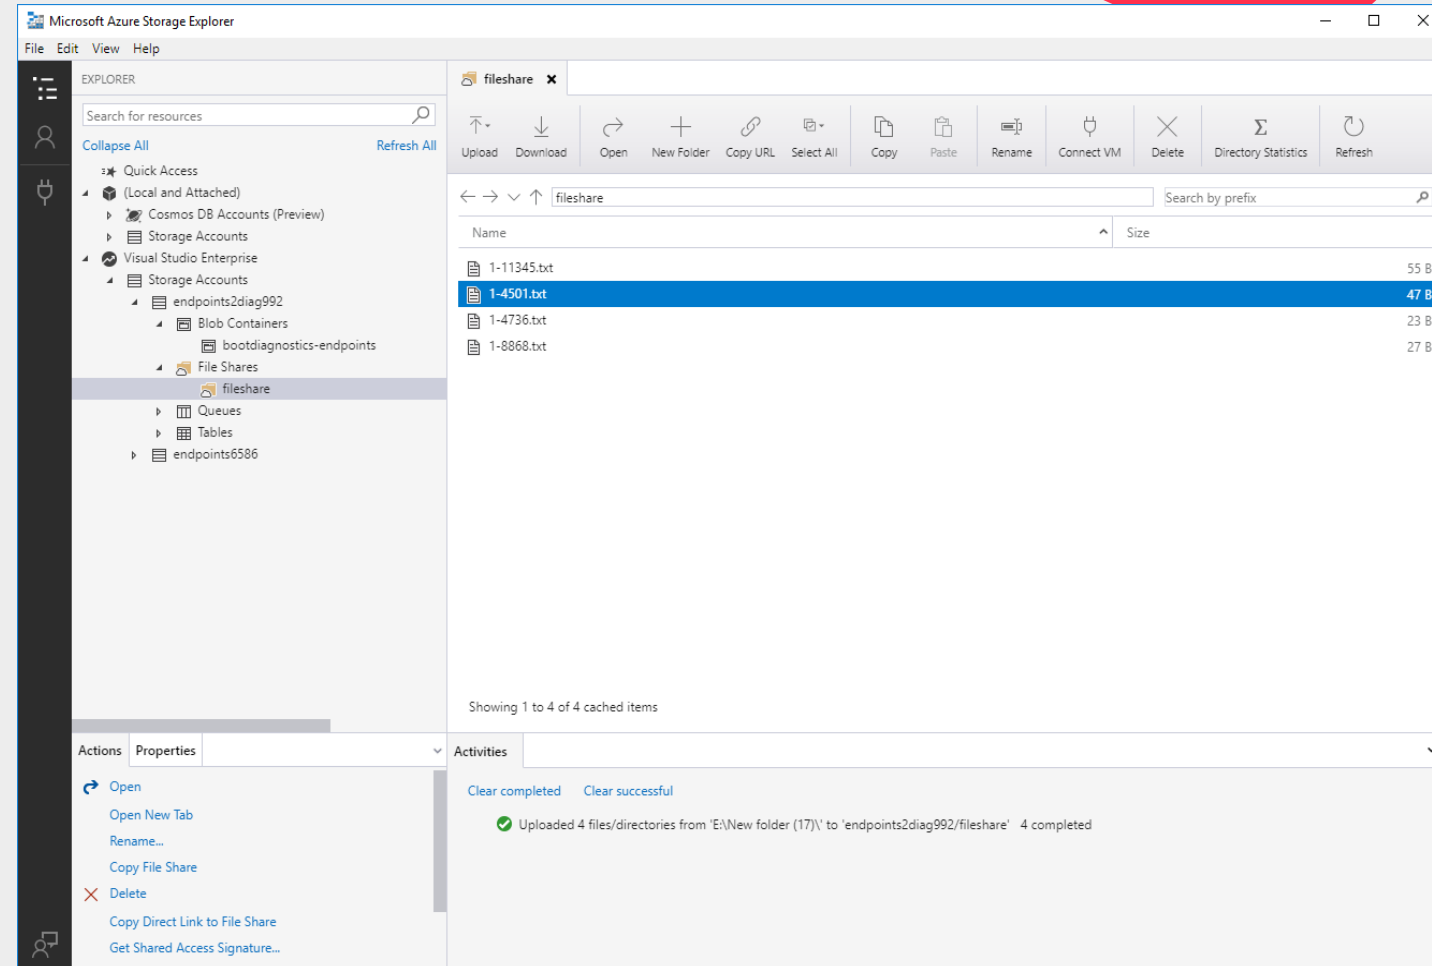 Microsoft Azure Storage Explorer
File Edit View Help
EXPLORER
Search for resources
Collapse All Refresh All
Quick Access
(Local and Attached)
Cosmos DB Accounts (Preview)
Storage Accounts
Visual Studio Enterprise
Storage Accounts
endpoints2diag992
Blob Containers
bootdiagnostics-endpoints
File Shares
fileshare
Queues
Tables
endpoints6586
fileshare
Upload Download Open New Folder Copy URL Select All Copy Paste Rename Connect VM Delete Directory Statistics Refresh
fileshare Search by prefix
Name Size
1-11345.txt 55 B
1-4501.txt 47 B
1-4736.txt 23 B
1-8868.txt 27 B
Showing 1 to 4 of 4 cached items
Actions Properties
Open
Open New Tab
Rename...
Copy File Share
Delete
Copy Direct Link to File Share
Get Shared Access Signature...
Activities
Clear completed Clear successful
Uploaded 4 files/directories from 'E:\New folder (17)\' to 'endpoints2diag992/fileshare' 4 completed